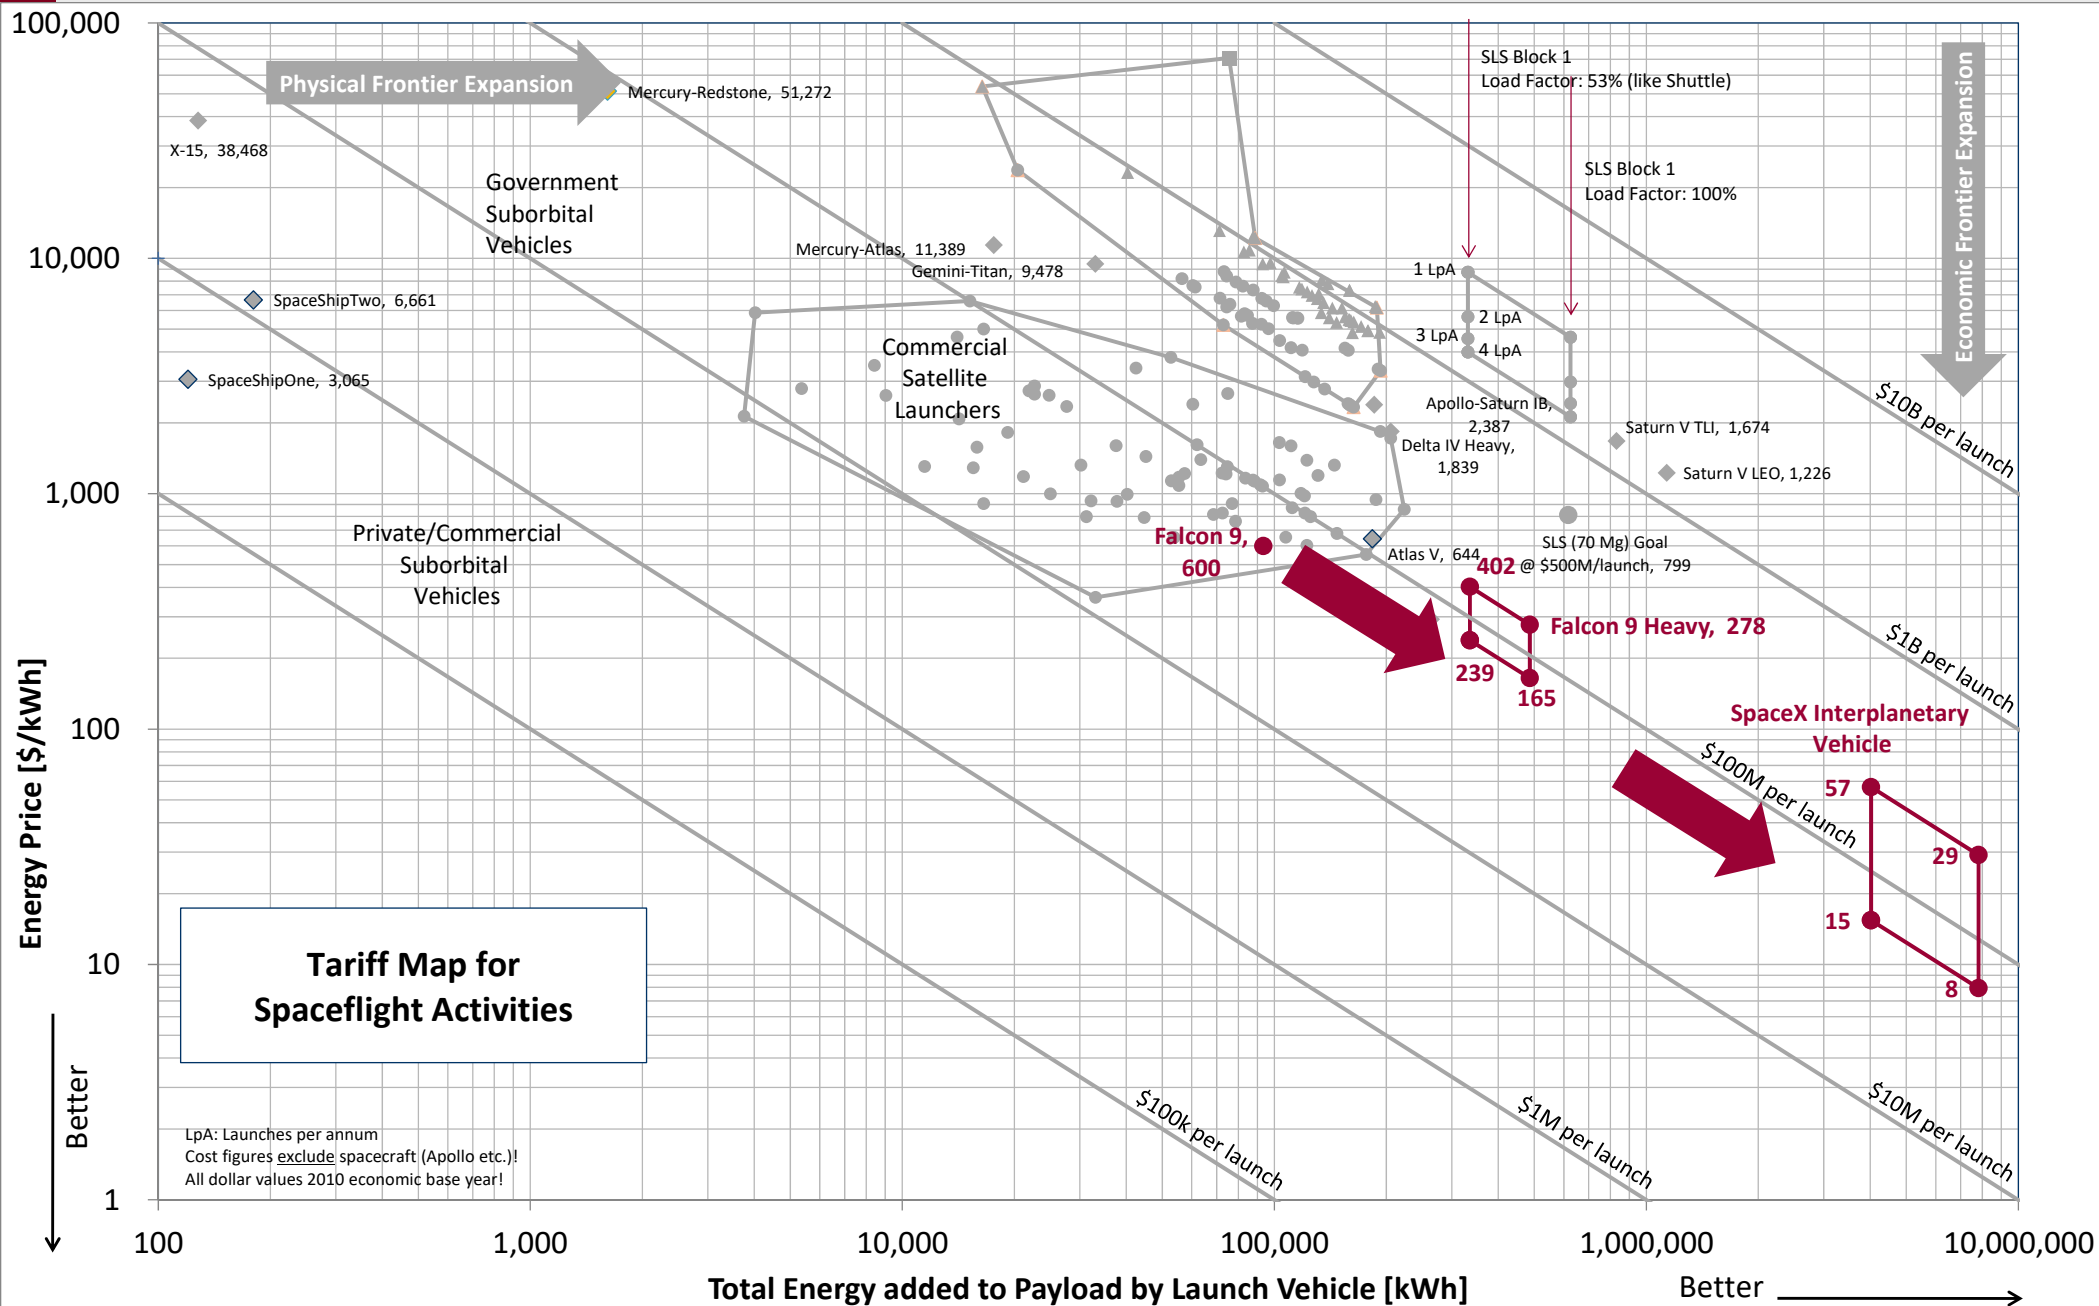 100,000
10,000
1,000
100
10
1
Energy Price [$/kWh]
Better
Physical Frontier Expansion
Economic Frontier Expansion
Mercury-Redstone, 51,272
X-15, 38,468
Government
Suborbital
Vehicles
SLS Block 1
Load Factor: 53% (like Shuttle)
SLS Block 1
Load Factor: 100%
Mercury-Atlas, 11,389
Gemini-Titan, 9,478
1 LpA
2 LpA
3 LpA
4 LpA
SpaceShipTwo, 6,661
SpaceShipOne, 3,065
Commercial
Satellite
Launchers
Apollo-Saturn IB,
2,387
Delta IV Heavy,
1,839
Saturn V TLI, 1,674
Saturn V LEO, 1,226
$10B per launch
Private/Commercial
Suborbital
Vehicles
Falcon 9,
600
Atlas V, 644
SLS (70 Mg) Goal
@ $500M/launch, 799
402
Falcon 9 Heavy, 278
239
165
$1B per launch
SpaceX Interplanetary
Vehicle
57
29
15
8
$100M per launch
Tariff Map for
Spaceflight Activities
$100k per launch
$1M per launch
$10M per launch
LpA: Launches per annum
Cost figures exclude spacecraft (Apollo etc.)!
All dollar values 2010 economic base year!
100
1,000
10,000
100,000
1,000,000
10,000,000
Total Energy added to Payload by Launch Vehicle [kWh]
Better